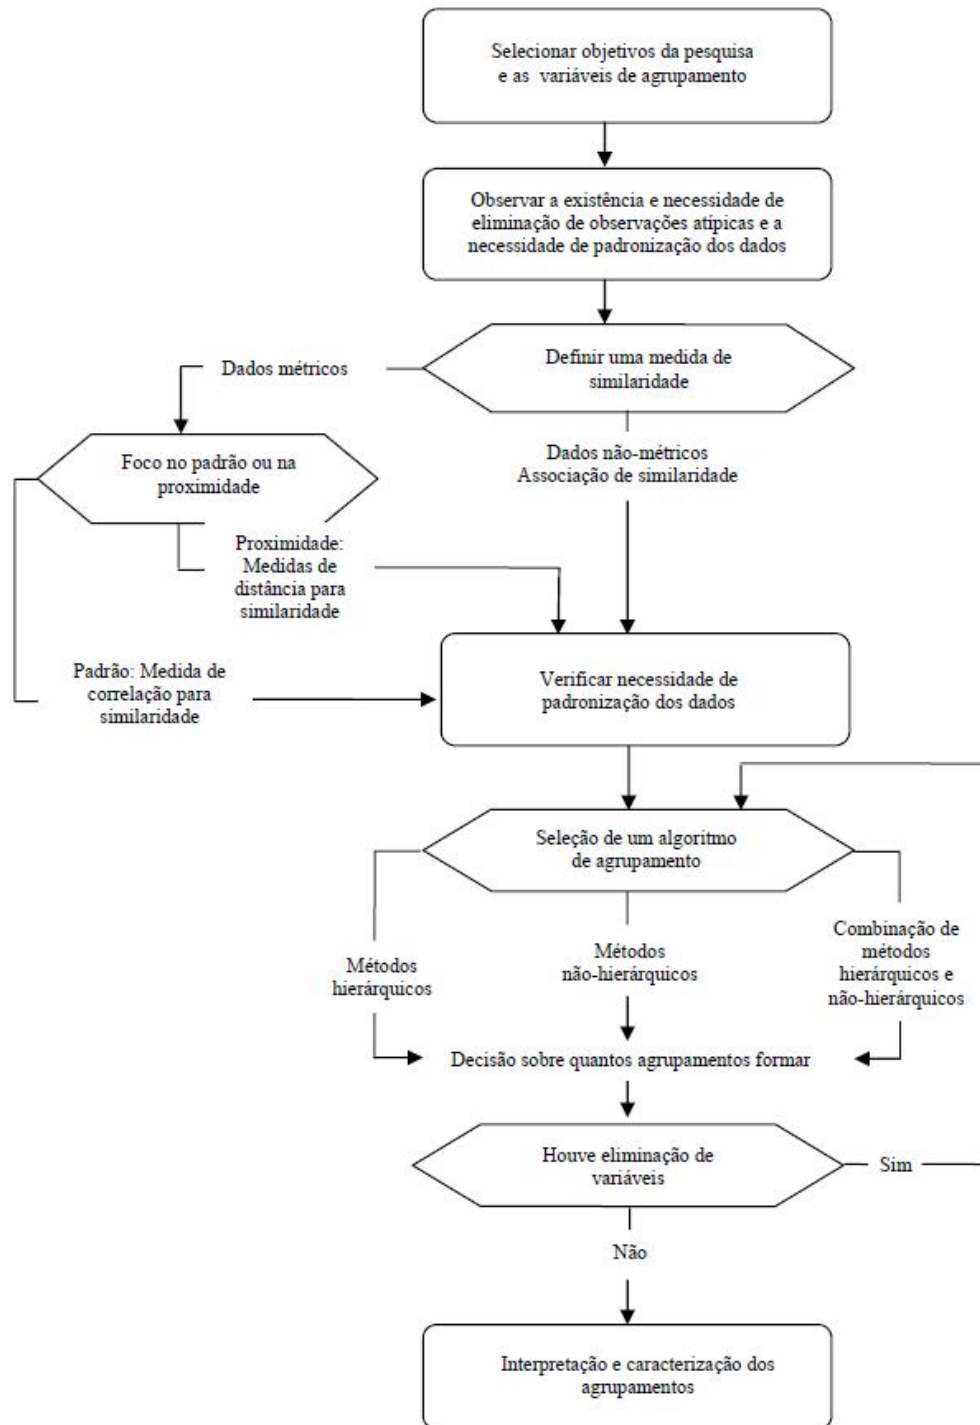 Selecionar objetivos da pesquisa
e as variáveis de agrupamento
Observar a existência e necessidade de
eliminação de observações atípicas e a
necessidade de padronização dos dados
Definir uma medida de
similaridade
Dados métricos
Dados não-métricos
Associação de similaridade
Foco no padrão ou na
proximidade
Proximidade:
Medidas de
distância para
similaridade
Padrão: Medida de
correlação para
similaridade
Verificar necessidade de
padronização dos dados
Seleção de um algoritmo
de agrupamento
Métodos
hierárquicos
Métodos
não-hierárquicos
Combinação de
métodos
hierárquicos e
não-hierárquicos
Decisão sobre quantos agrupamentos formar
Houve eliminação de
variáveis
Sim
Não
Interpretação e caracterização dos
agrupamentos